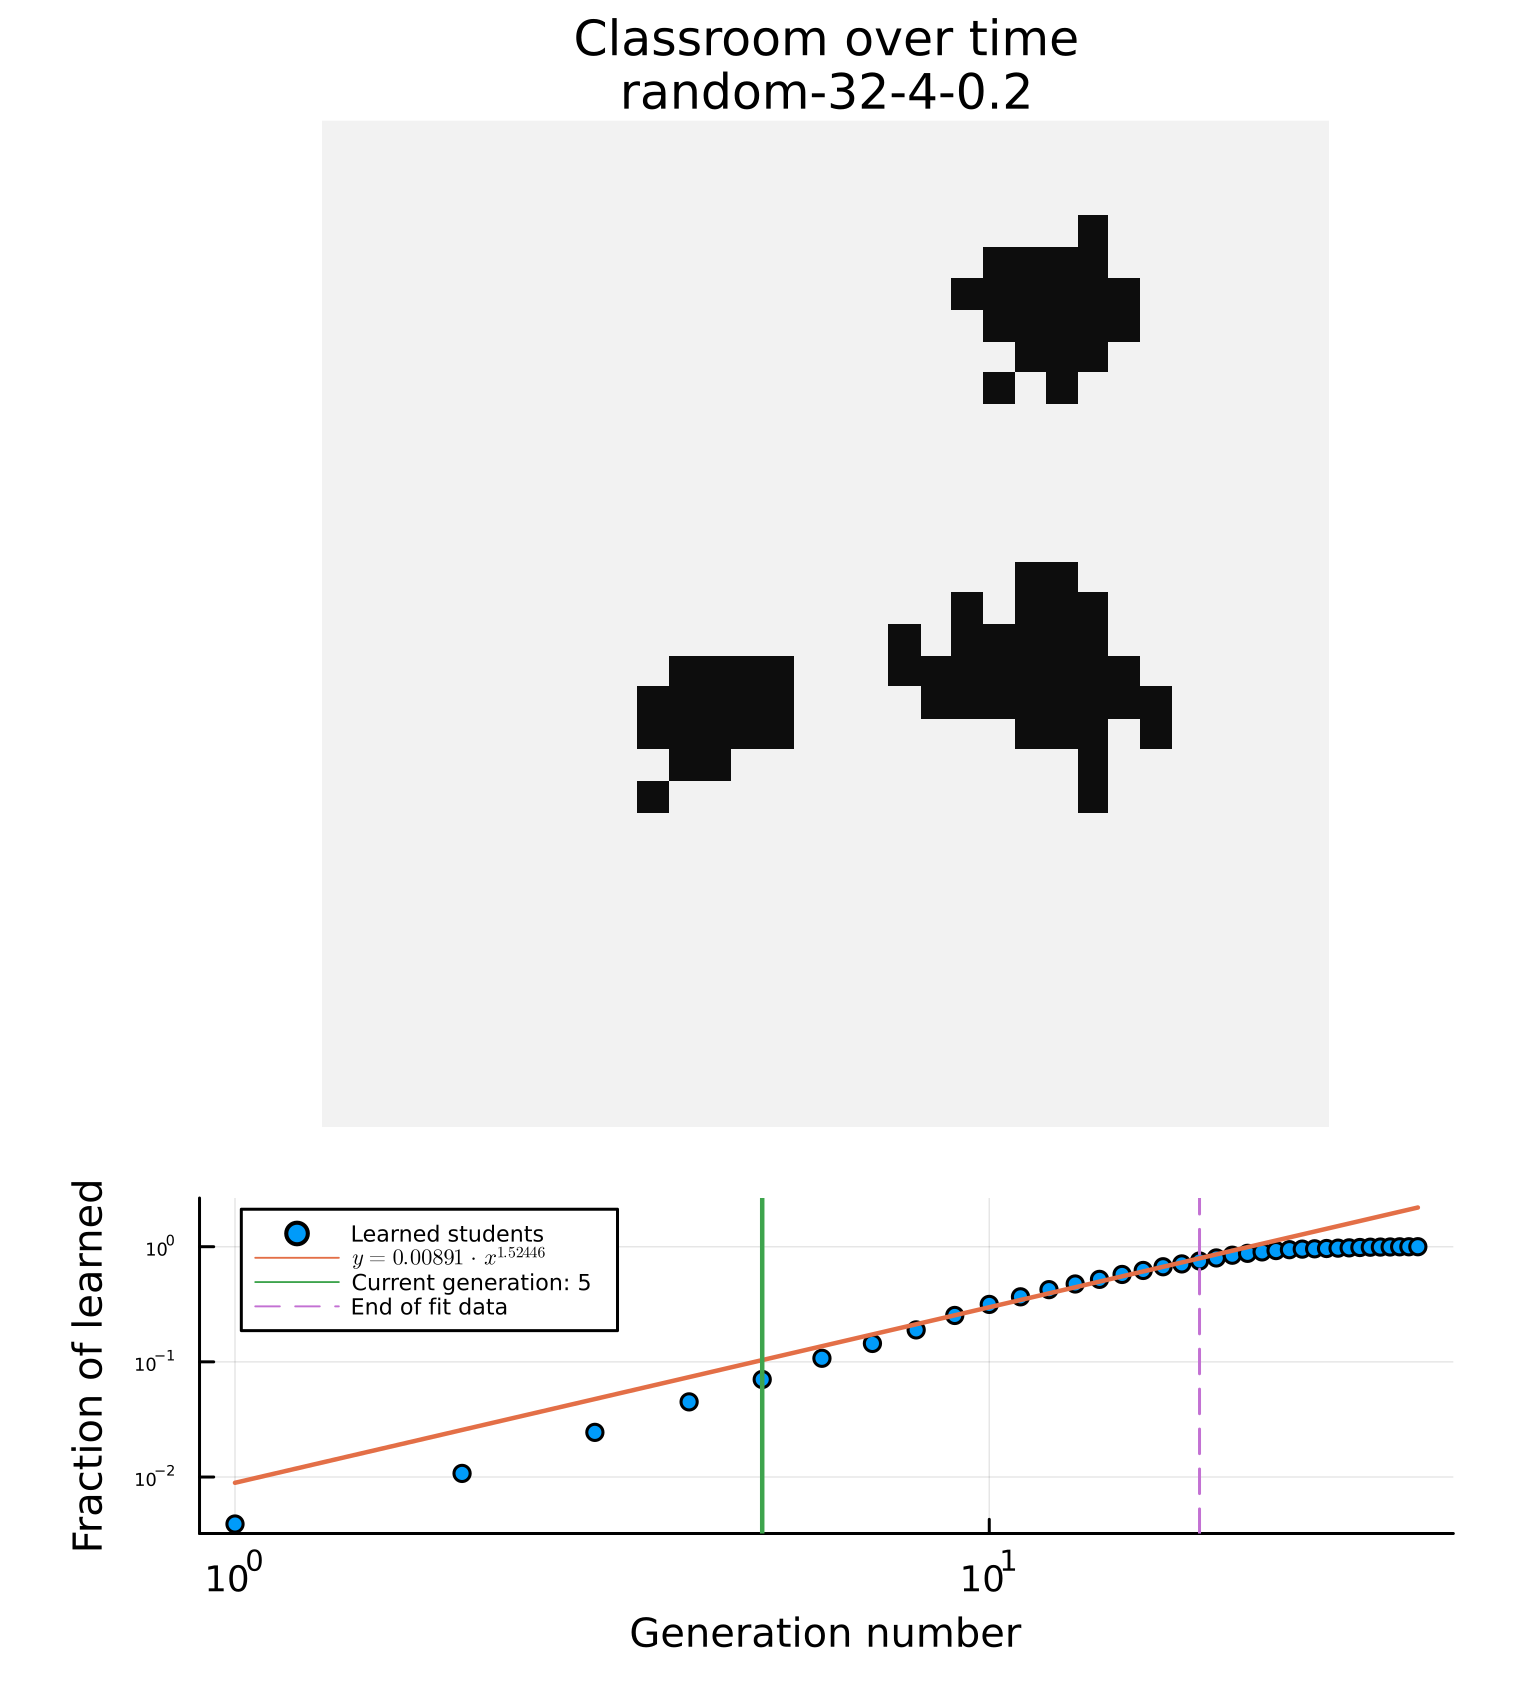 Classroom over time
random-32-4-0.2
Fraction of learned
10^0
10^-1
10^-2
Learned students
y = 0.00891 · x^1.52446
Current generation: 5
End of fit data
10^0
10^1
Generation number